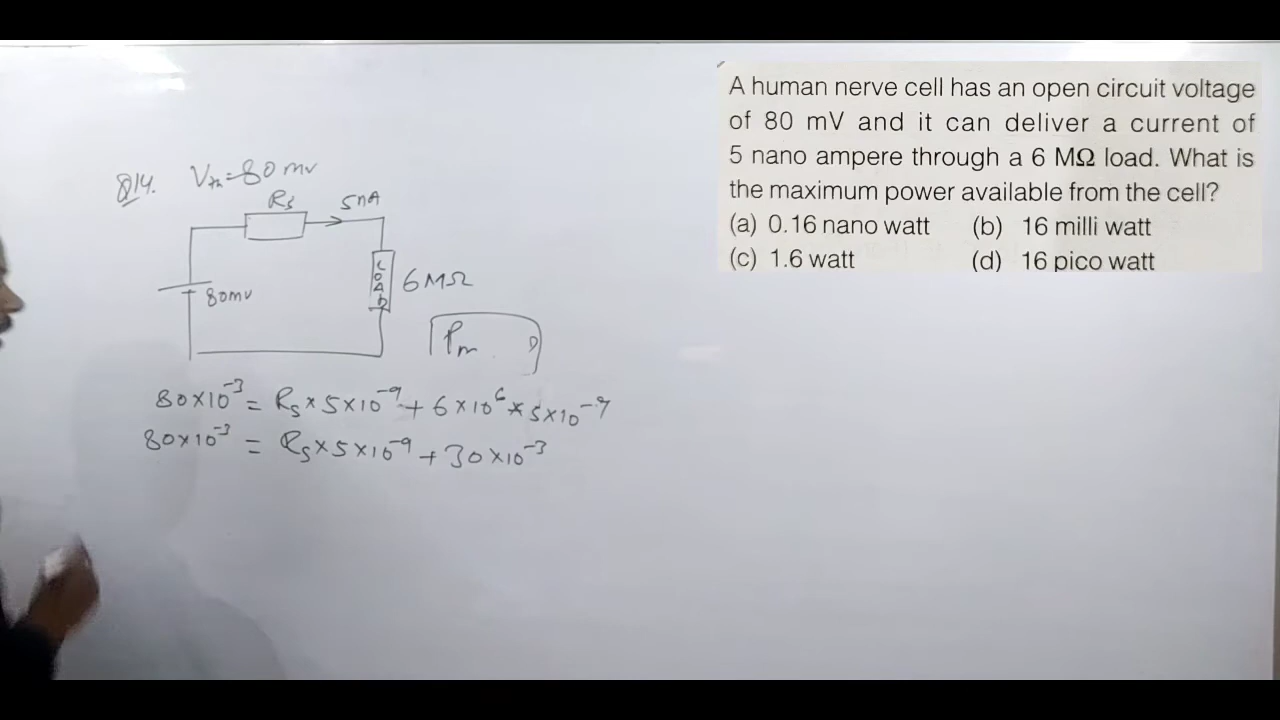 Q14. Vth=80mv
Rs 5nA
80mv
LOAD
6MΩ
Pm
80×10⁻³ = Rs×5×10⁻⁹ + 6×10⁶×5×10⁻⁹
80×10⁻³ = Rs×5×10⁻⁹ + 30×10⁻³
A human nerve cell has an open circuit voltage
of 80 mV and it can deliver a current of
5 nano ampere through a 6 MΩ load. What is
the maximum power available from the cell?
(a) 0.16 nano watt (b) 16 milli watt
(c) 1.6 watt (d) 16 pico watt